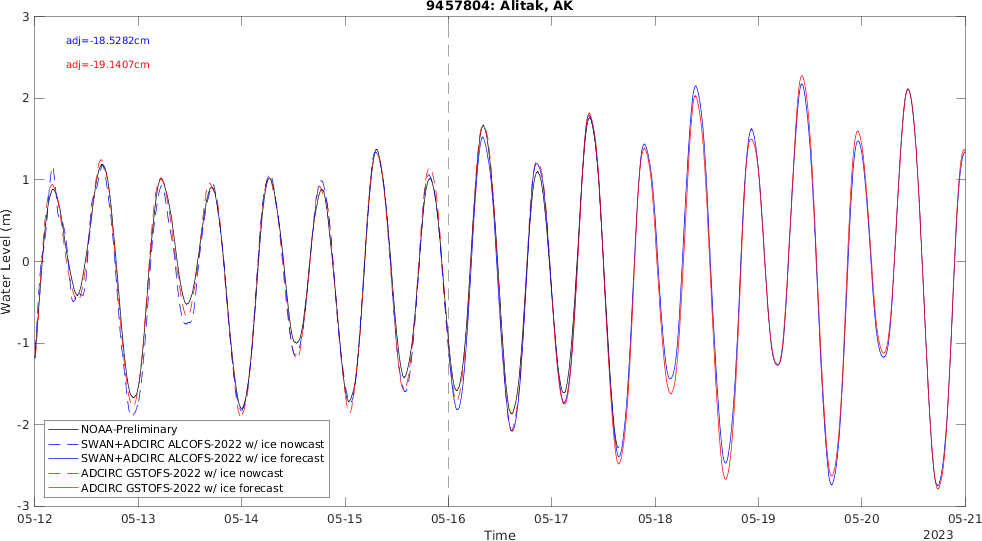 9457804: Alitak, AK
3
adj=-18.5282cm
adj=-19.1407cm
2
1
0
-1
-2
-3
Water Level (m)
NOAA-Preliminary
SWAN+ADCIRC ALCOFS-2022 w/ ice nowcast
SWAN+ADCIRC ALCOFS-2022 w/ ice forecast
ADCIRC GSTOFS-2022 w/ ice nowcast
ADCIRC GSTOFS-2022 w/ ice forecast
05-12 05-13 05-14 05-15 05-16 05-17 05-18 05-19 05-20 05-21
Time
2023